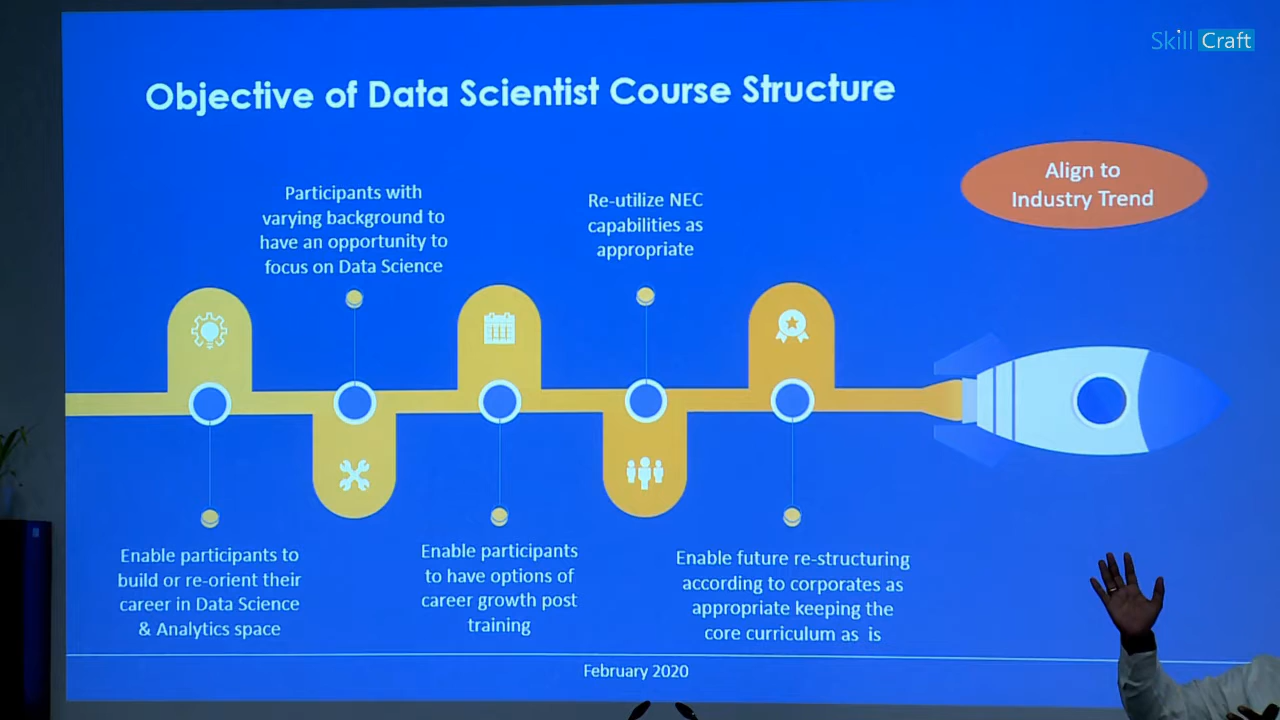 Skill Craft
Objective of Data Scientist Course Structure
Align to
Industry Trend
Participants with
varying background to
have an opportunity to
focus on Data Science
Re-utilize NEC
capabilities as
appropriate
Enable participants to
build or re-orient their
career in Data Science
& Analytics space
Enable participants
to have options of
career growth post
training
Enable future re-structuring
according to corporates as
appropriate keeping the
core curriculum as is
February 2020